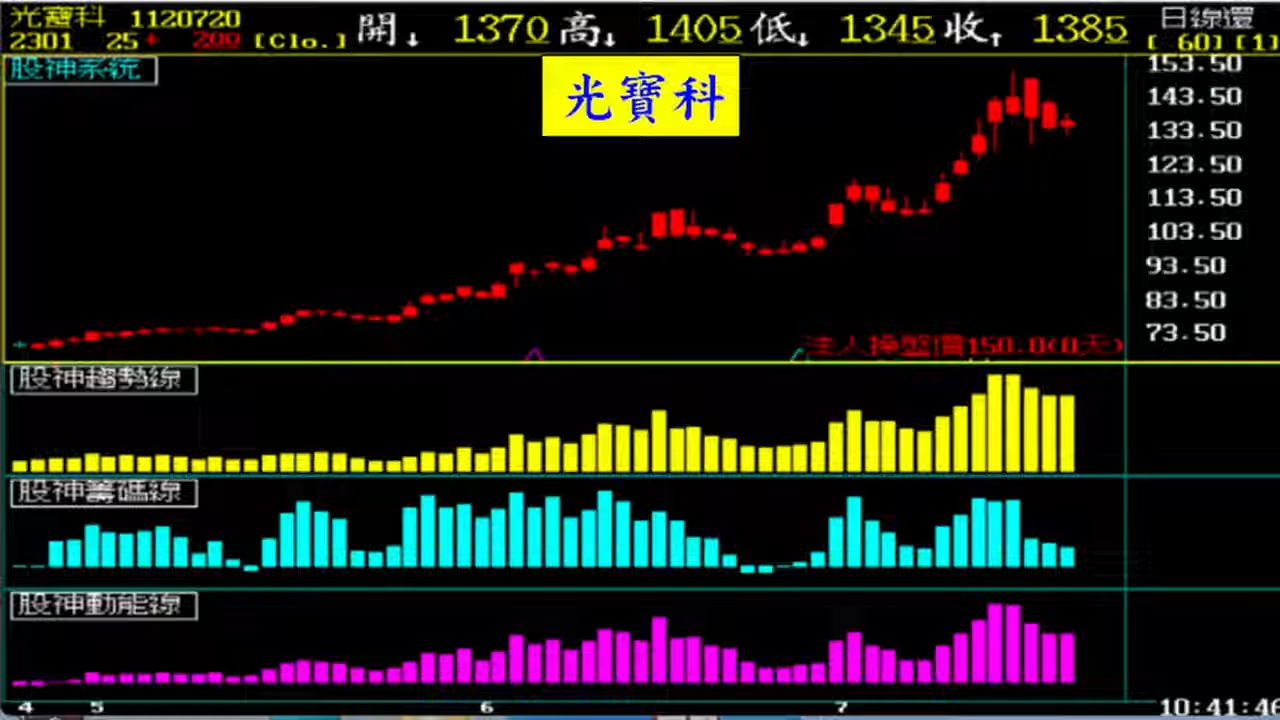 光寶科 1120720
2301 25+ 200 [Clo.] 開↓ 1370 高↓ 1405 低↓ 1345 收↑ 1385
日線還
[ 60][1]
股神系統
光寶科
153.50
143.50
133.50
123.50
113.50
103.50
93.50
83.50
73.50
主人操盤價150.0(0天)
股神趨勢線
股神籌碼線
股神動能線
4 5 6 7
10:41:46